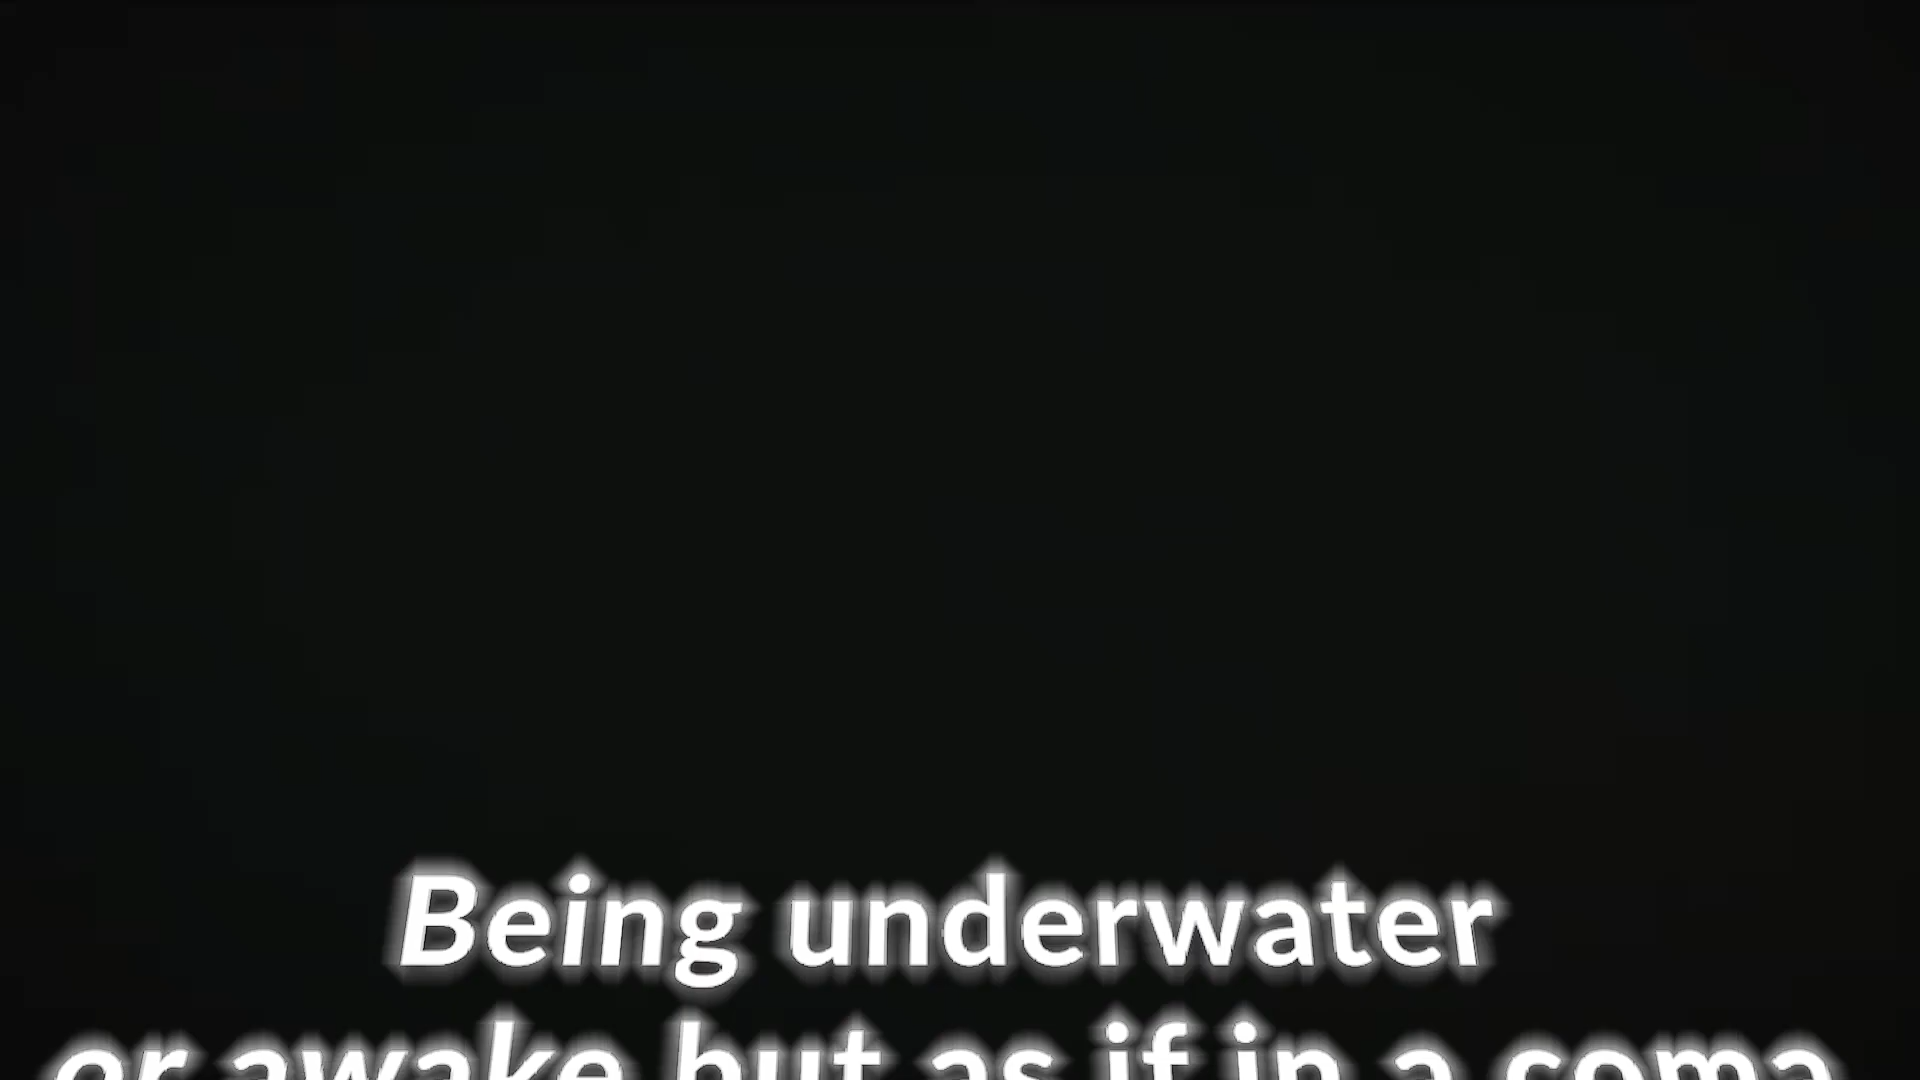 Being underwater
or awake but as if in a coma